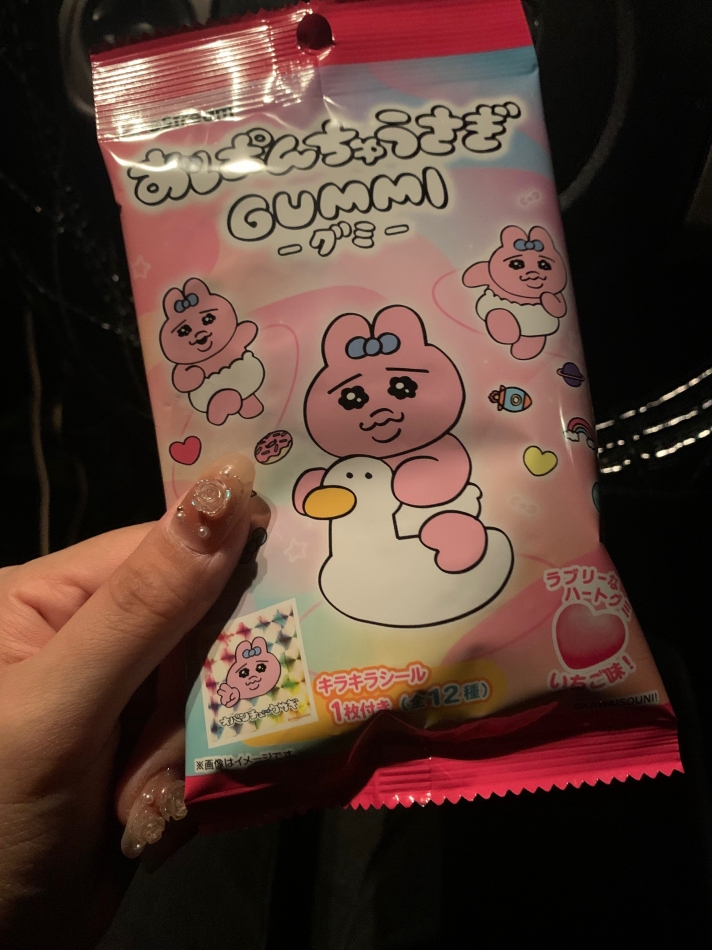 おぱんちゅうさぎ
GUMMI
-グミ-
ラブリーな
ハートグミ
いちご味!
キラキラシール
1枚付き(全12種)
※画像はイメージです。